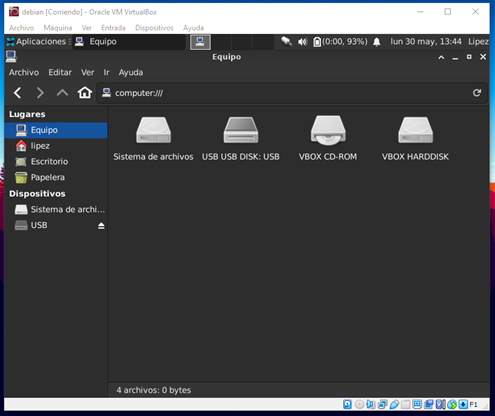 debian [Corriendo] - Oracle VM VirtualBox
Archivo Máquina Ver Entrada Dispositivos Ayuda
Aplicaciones Equipo (0:00, 93%) lun 30 may, 13:44 Lipez
Equipo
Archivo Editar Ver Ir Ayuda
computer:///
Lugares
Equipo
lipez
Escritorio
Papelera
Dispositivos
Sistema de archi...
USB
Sistema de archivos USB USB DISK: USB VBOX CD-ROM VBOX HARDDISK
4 archivos: 0 bytes
F1